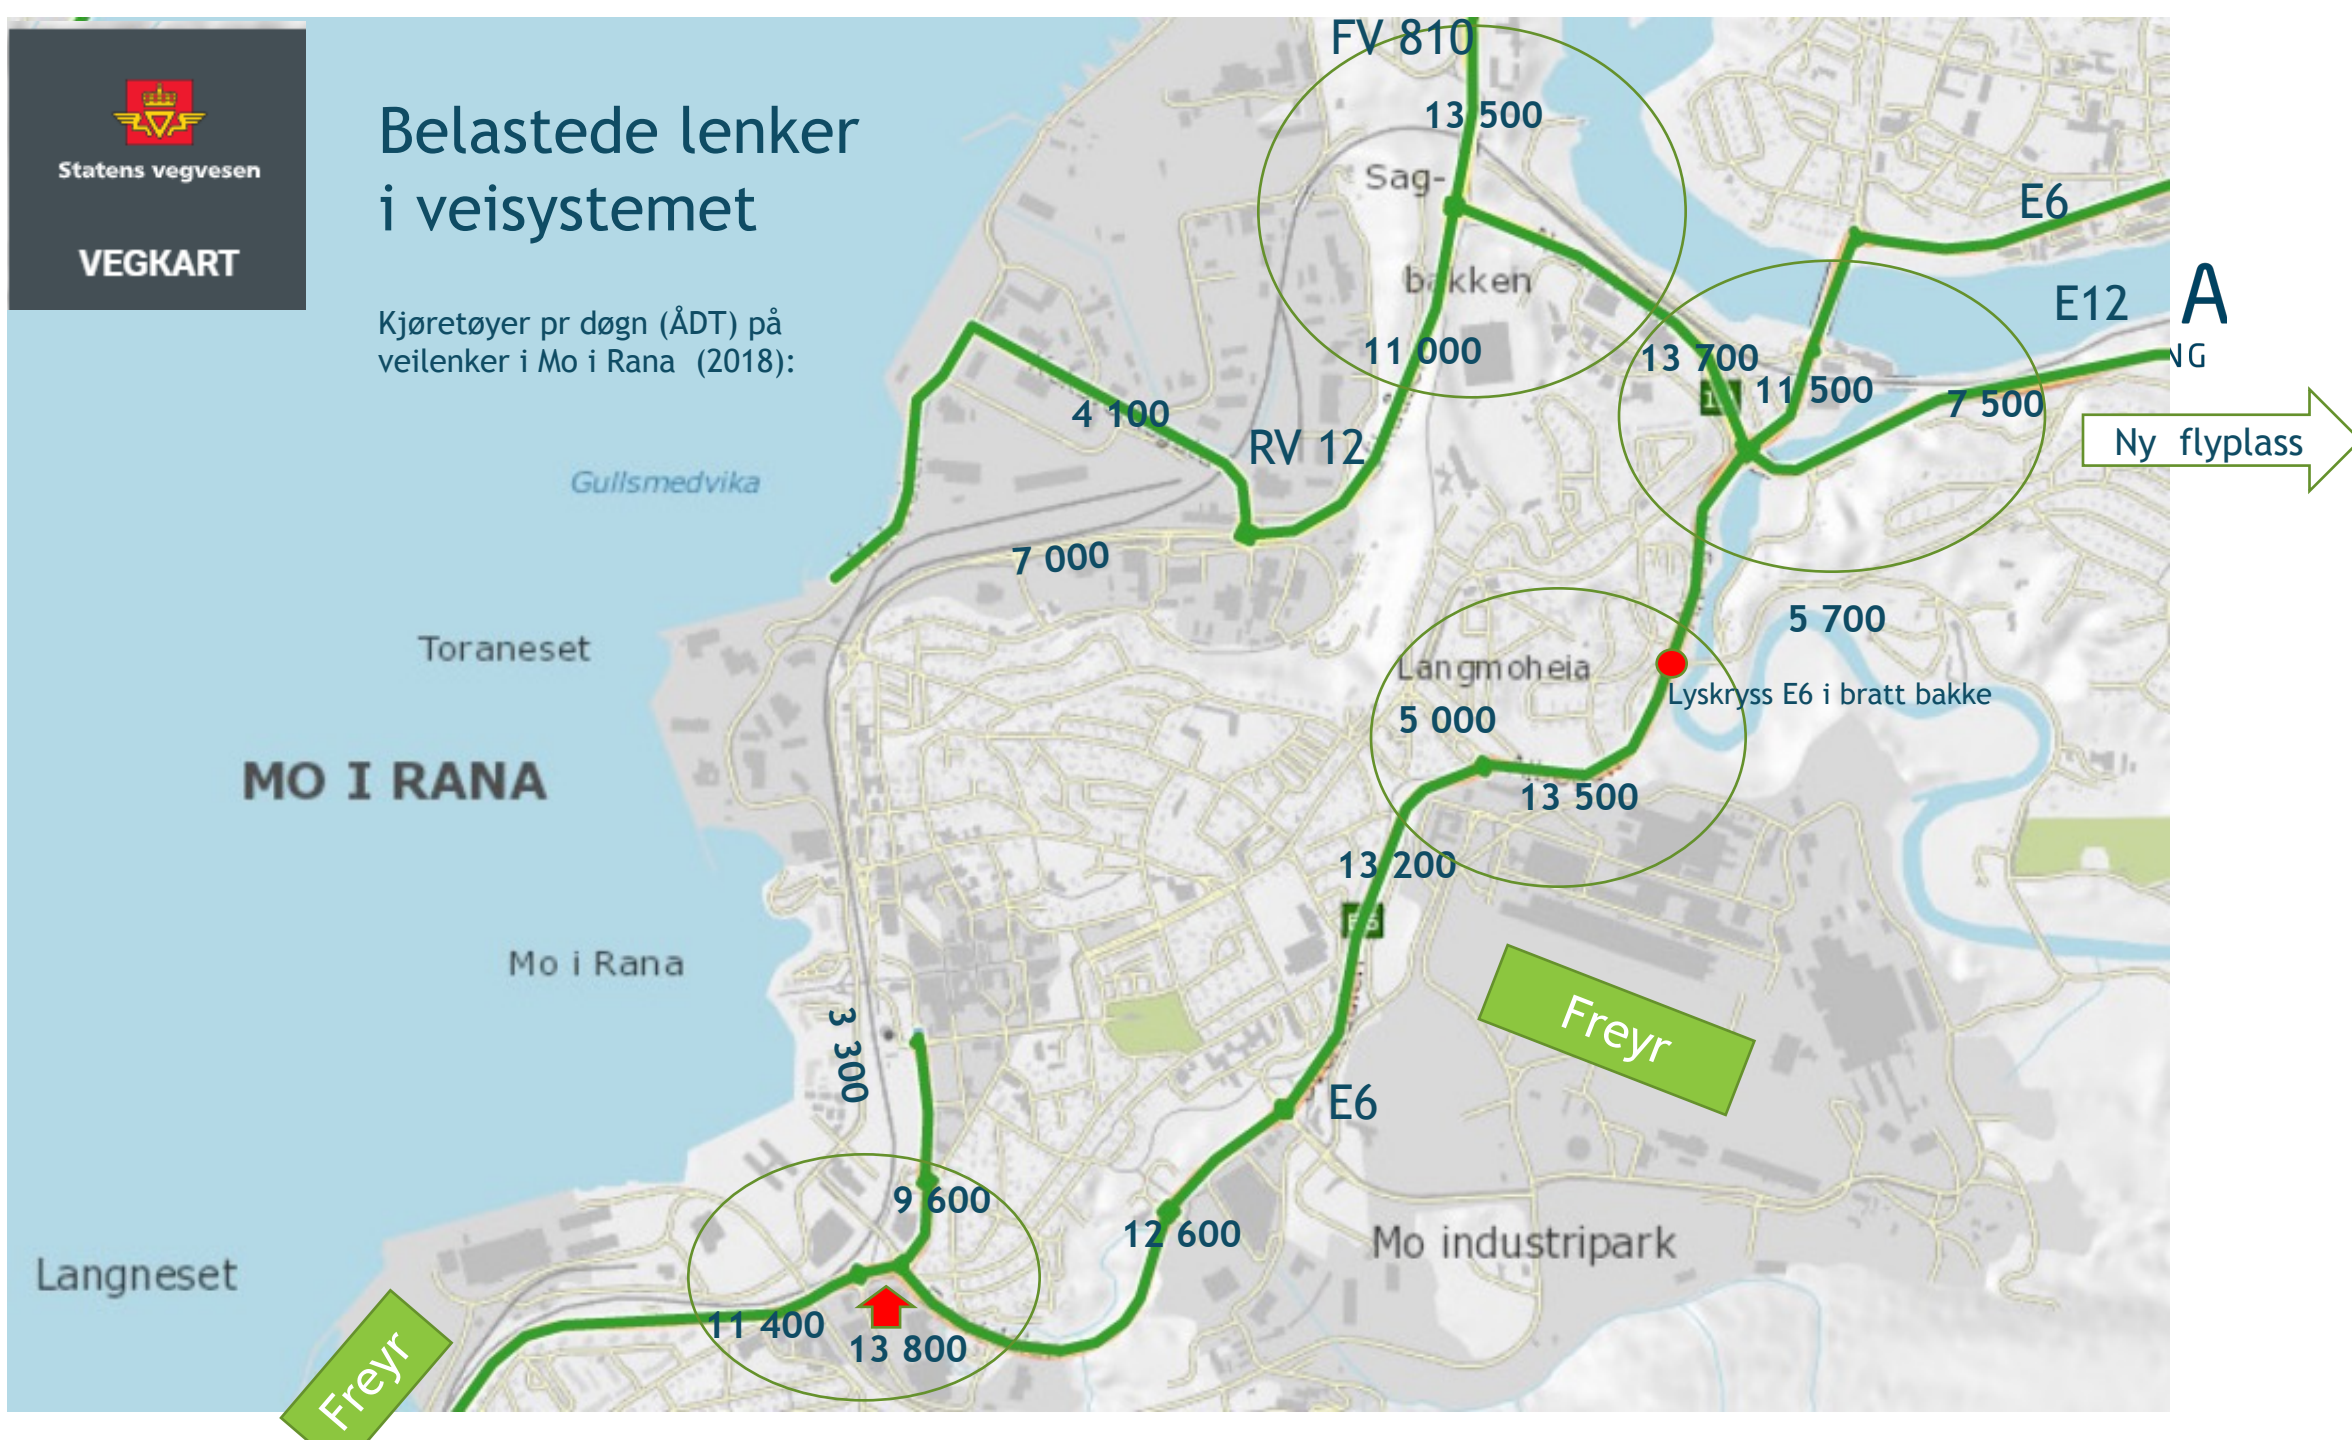 Statens vegvesen
VEGKART
Belastede lenker
i veisystemet
Kjøretøyer pr døgn (ÅDT) på
veilenker i Mo i Rana (2018):
FV 810
13 500
Sag-
bakken
E6
E12
A
NG
11 000
13 700
11 500
7 500
4 100
RV 12
Ny flyplass
Gullsmedvika
7 000
5 700
Toraneset
Langmoheia
Lyskryss E6 i bratt bakke
5 000
MO I RANA
13 500
13 200
E6
Mo i Rana
3 300
Freyr
E6
9 600
12 600
Mo industripark
Langneset
11 400
13 800
Freyr